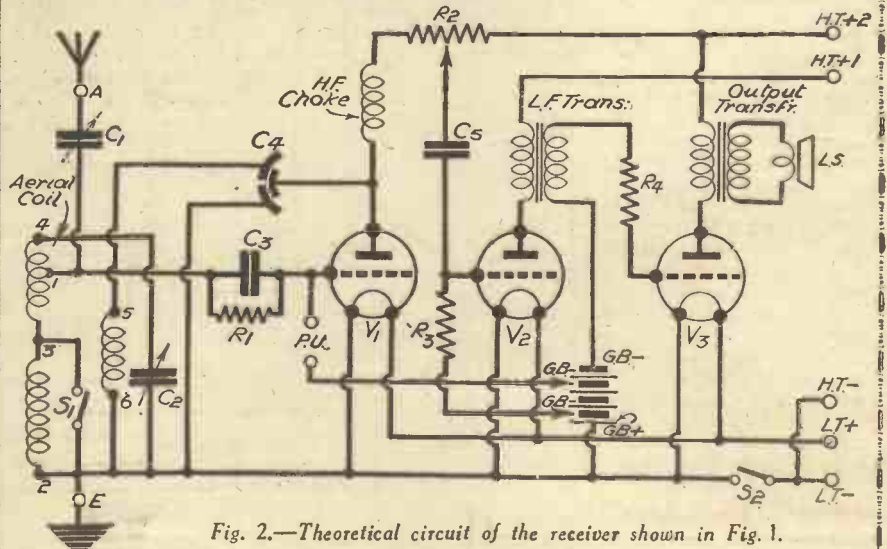 R2
H.T.+2
H.T.+1
A
H.F.
Choke
L.F. Trans:
Output
Transfr.
C1
C4
C5
R4
L.S.
Aerial
Coil
4
1
C3
R1
V1
P.U.
R3
V2
V3
5
3
S1
6
C2
GB-
GB-
GB-
GB+
H.T.-
L.T.+
L.T.-
2
S2
E
Fig. 2.—Theoretical circuit of the receiver shown in Fig. 1.